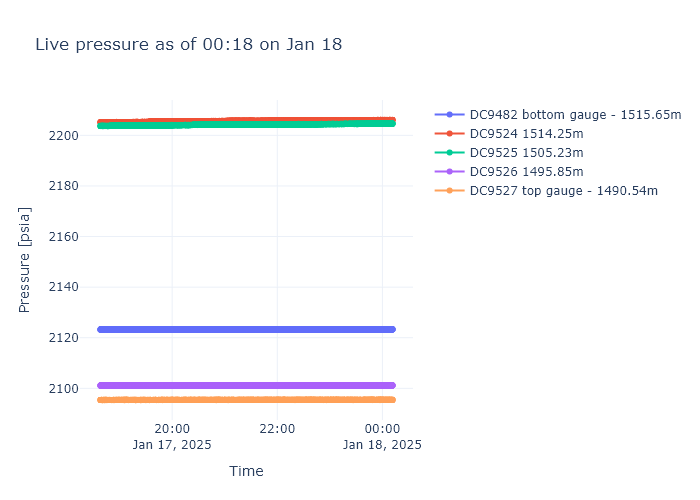 Live pressure as of 00:18 on Jan 18
DC9482 bottom gauge - 1515.65m
DC9524 1514.25m
DC9525 1505.23m
DC9526 1495.85m
DC9527 top gauge - 1490.54m
Pressure [psia]
2200
2180
2160
2140
2120
2100
20:00
Jan 17, 2025
22:00
00:00
Jan 18, 2025
Time